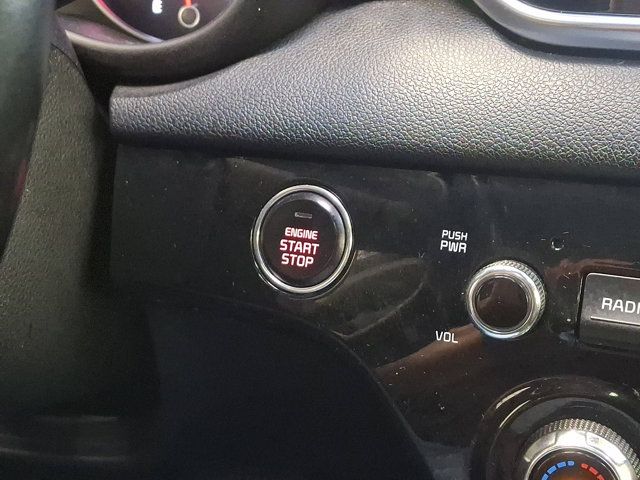 E
ENGINE
START
STOP
PUSH
PWR
VOL
RADI